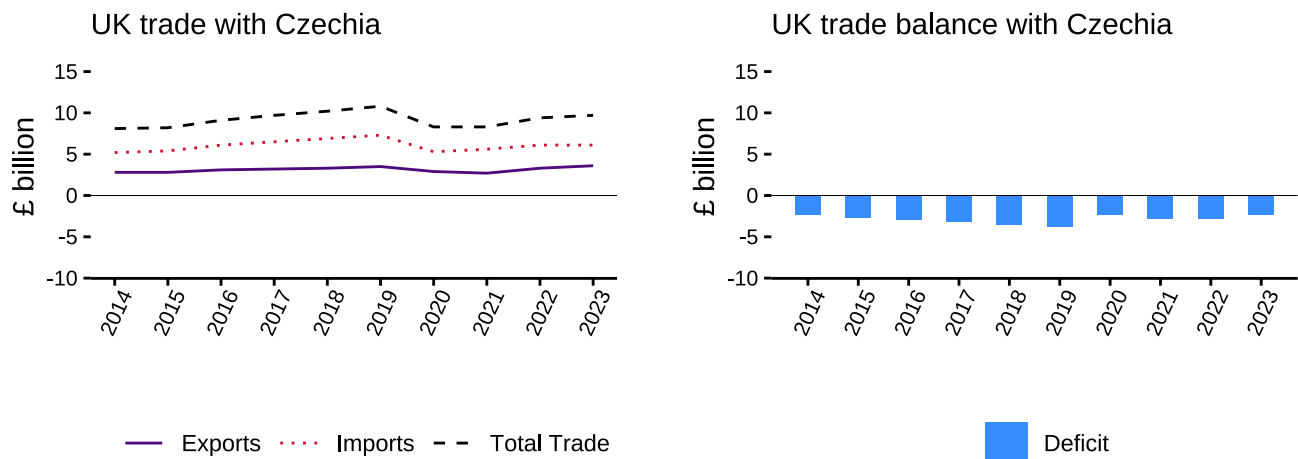 UK trade with Czechia
15
10
5
0
-5
-10
£ billion
2014 2015 2016 2017 2018 2019 2020 2021 2022 2023
Exports Imports Total Trade
UK trade balance with Czechia
15
10
5
0
-5
-10
£ billion
2014 2015 2016 2017 2018 2019 2020 2021 2022 2023
Deficit